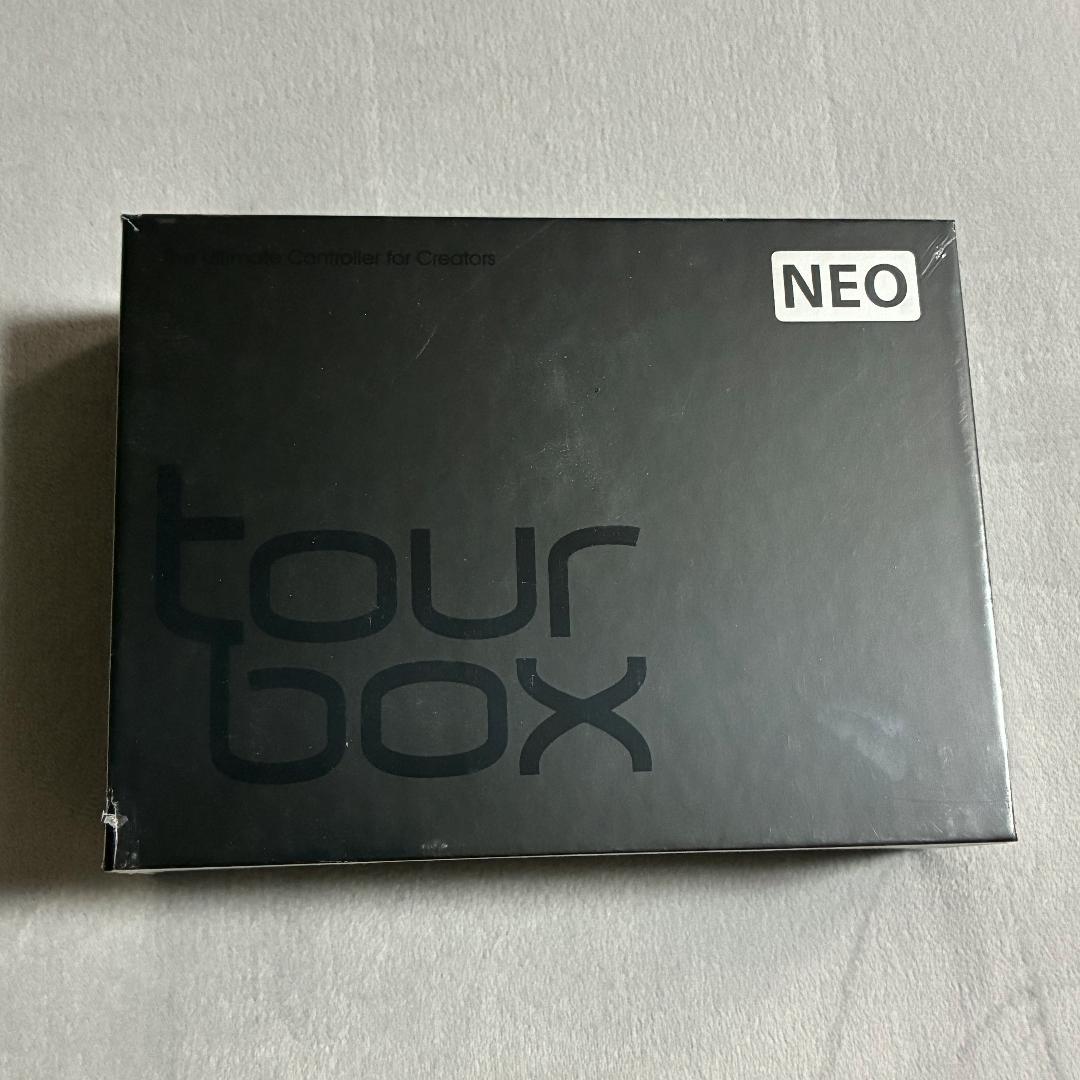 The Ultimate Controller for Creators
NEO
tour
box